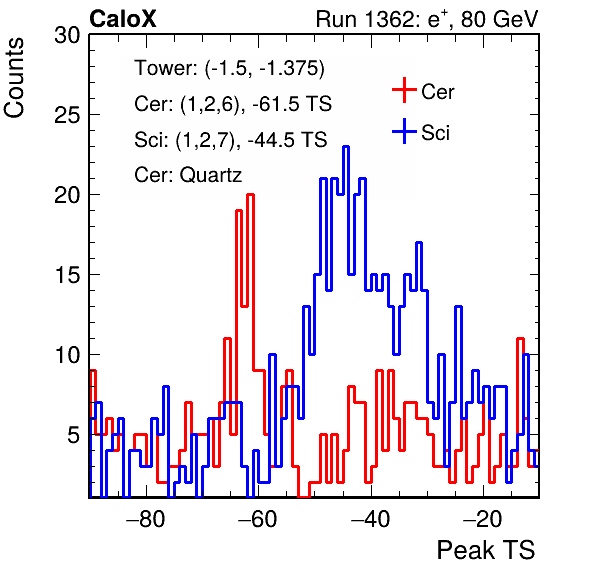 CaloX Run 1362: e⁺, 80 GeV
30
Counts
Tower: (-1.5, -1.375)
Cer: (1,2,6), -61.5 TS
Sci: (1,2,7), -44.5 TS
Cer: Quartz
Cer
Sci
25
20
15
10
5
−80 −60 −40 −20
Peak TS